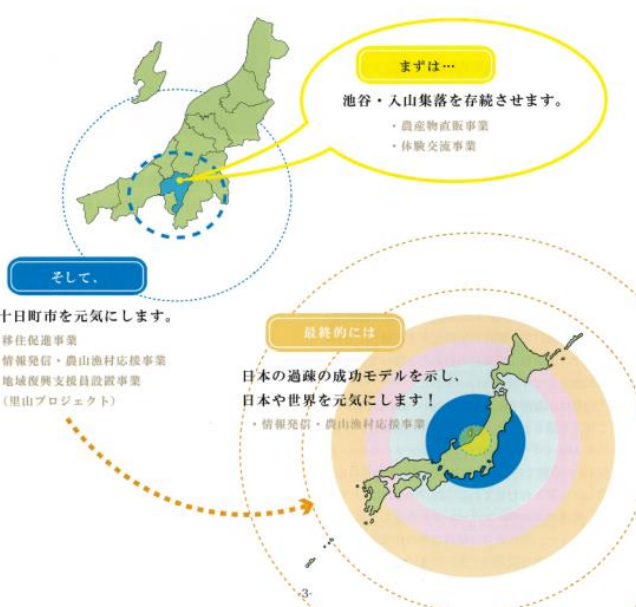 まずは…
池谷・入山集落を存続させます。
・農産物直販事業
・体験交流事業
そして、
十日町市を元気にします。
移住促進事業
情報発信・農山漁村応援事業
地域復興支援員設置事業
（里山プロジェクト）
最終的には
日本の過疎の成功モデルを示し、
日本や世界を元気にします！
・情報発信・農山漁村応援事業
-3-